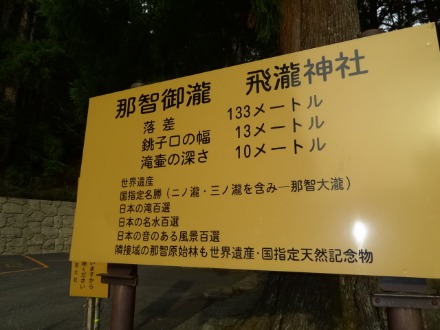 那智御瀧　飛瀧神社
落差　133メートル
銚子口の幅　13メートル
滝壷の深さ　10メートル
世界遺産
国指定名勝（二ノ瀧・三ノ瀧を含み―那智大瀧）
日本の滝百選
日本の名水百選
日本の音のある風景百選
隣接域の那智原始林も世界遺産・国指定天然記念物